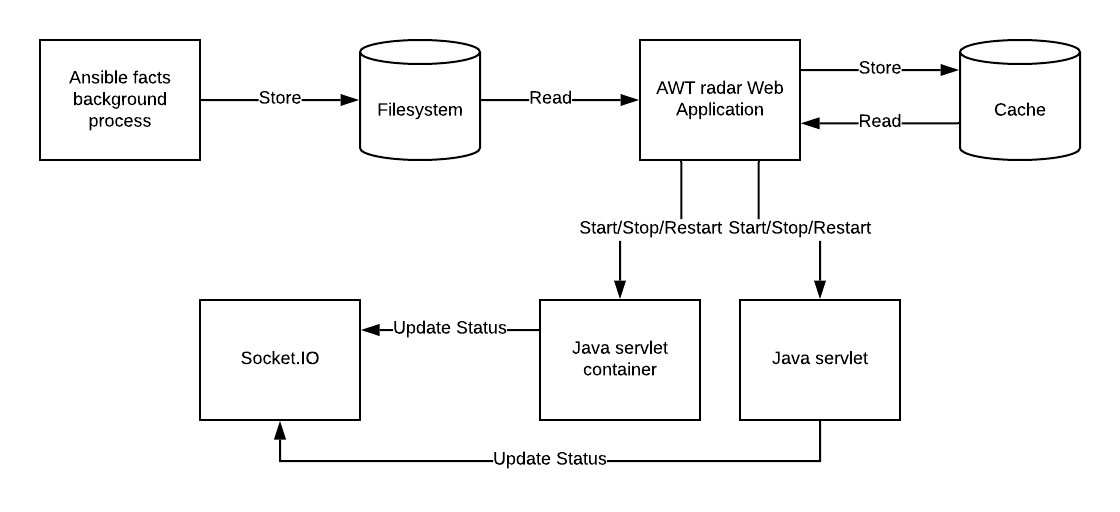 Ansible facts
background
process
Store
Filesystem
Read
AWT radar Web
Application
Store
Read
Cache
Start/Stop/Restart
Start/Stop/Restart
Socket.IO
Update Status
Java servlet
container
Java servlet
Update Status